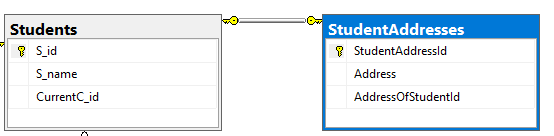 Students
S_id
S_name
CurrentC_id
StudentAddresses
StudentAddressId
Address
AddressOfStudentId